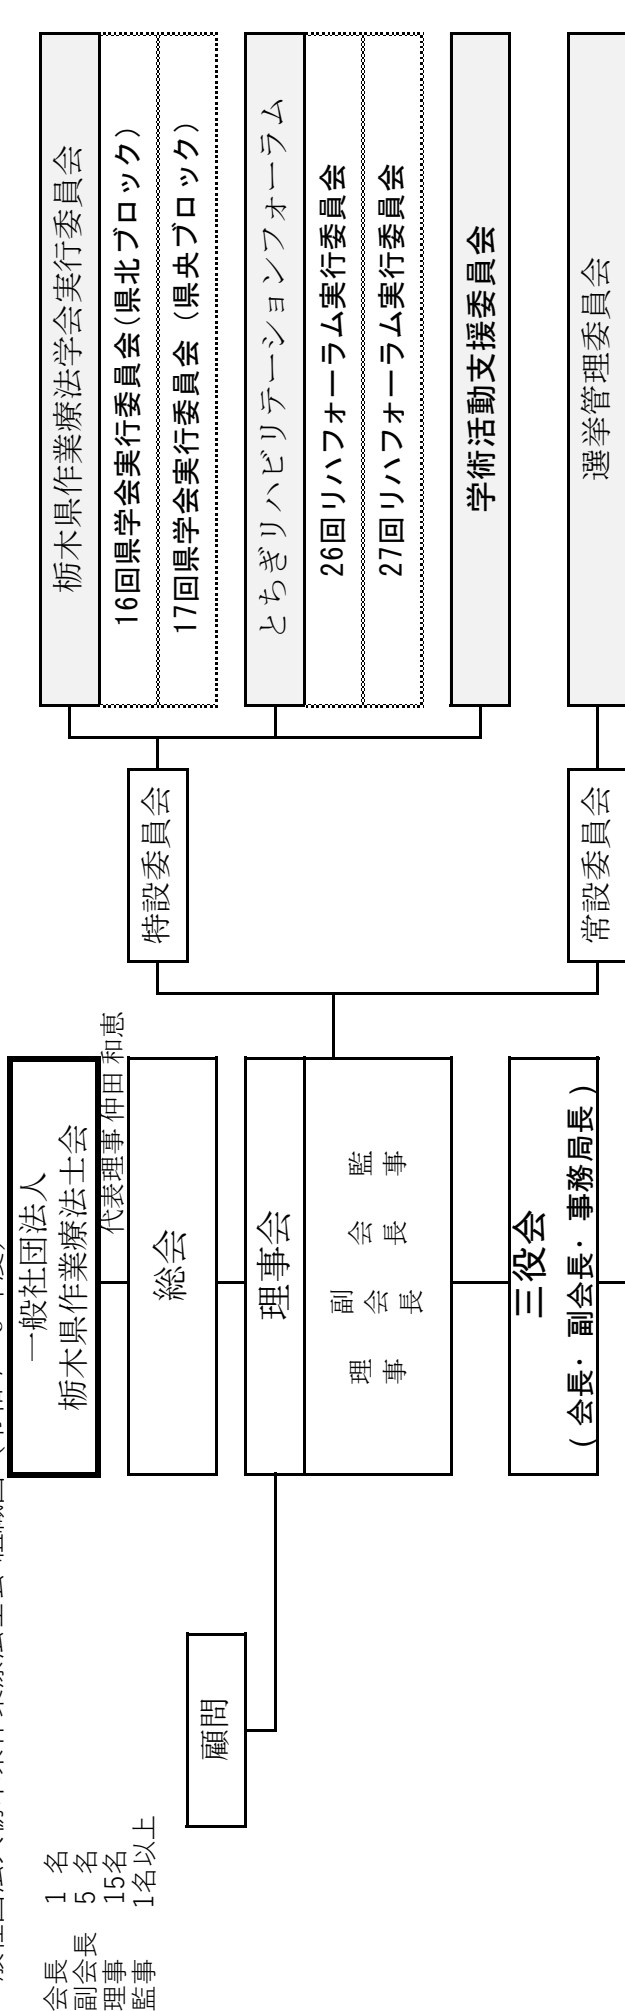 会長 1 名
副会長 5 名
理事 15名
監事 1名以上
顧問
一般社団法人
栃木県作業療法士会
代表理事 仲田 和恵
総会
理事会
理事
副会長
会長
監事
三役会
（ 会長・ 副会長・ 事務局長 ）
特設委員会
常設委員会
栃木県作業療法学会実行委員会
16回県学会実行委員会(県北ブロック)
17回県学会実行委員会（県央ブロック)
とちぎリハビリテーションフォーラム
26回リハフォーラム実行委員会
27回リハフォーラム実行委員会
学術活動支援委員会
選挙管理委員会